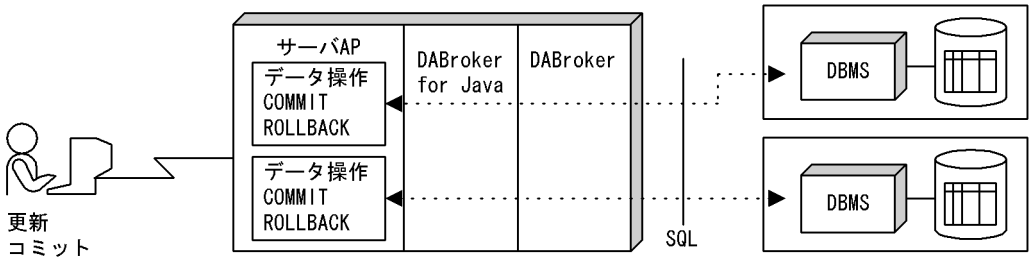 更新
コミット
サーバAP
データ操作
COMMIT
ROLLBACK
データ操作
COMMIT
ROLLBACK
DABroker
for Java
DABroker
SQL
DBMS
DBMS